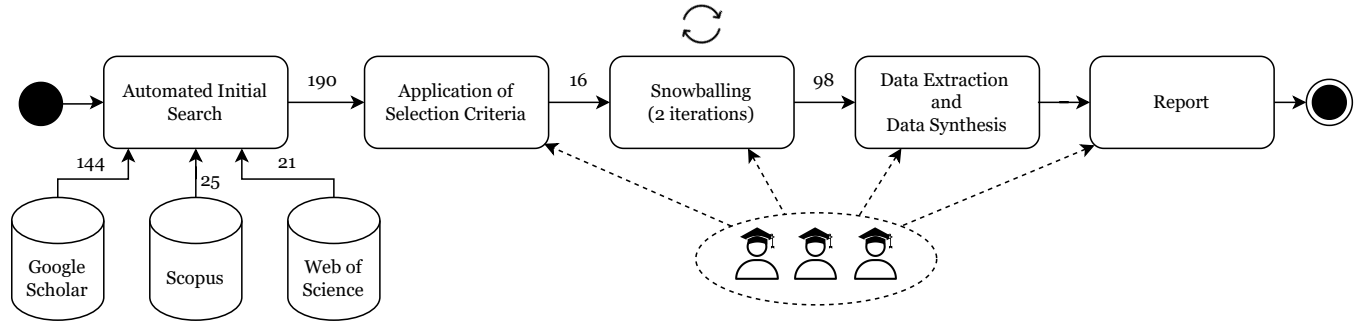 Automated Initial
Search
190
Application of
Selection Criteria
16
Snowballing
(2 iterations)
98
Data Extraction
and
Data Synthesis
Report
144
25
21
Google
Scholar
Scopus
Web of
Science